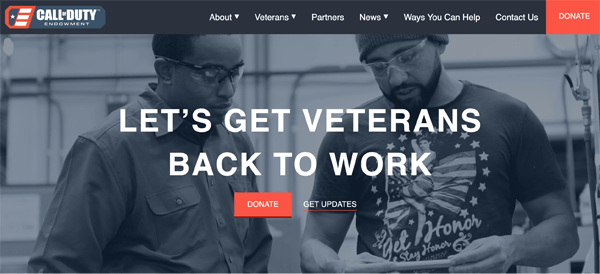 CALL OF DUTY
ENDOWMENT
About ▼ Veterans ▼ Partners News ▼ Ways You Can Help Contact Us DONATE
LET'S GET VETERANS
BACK TO WORK
DONATE GET UPDATES
Get Honor
Stay Honor